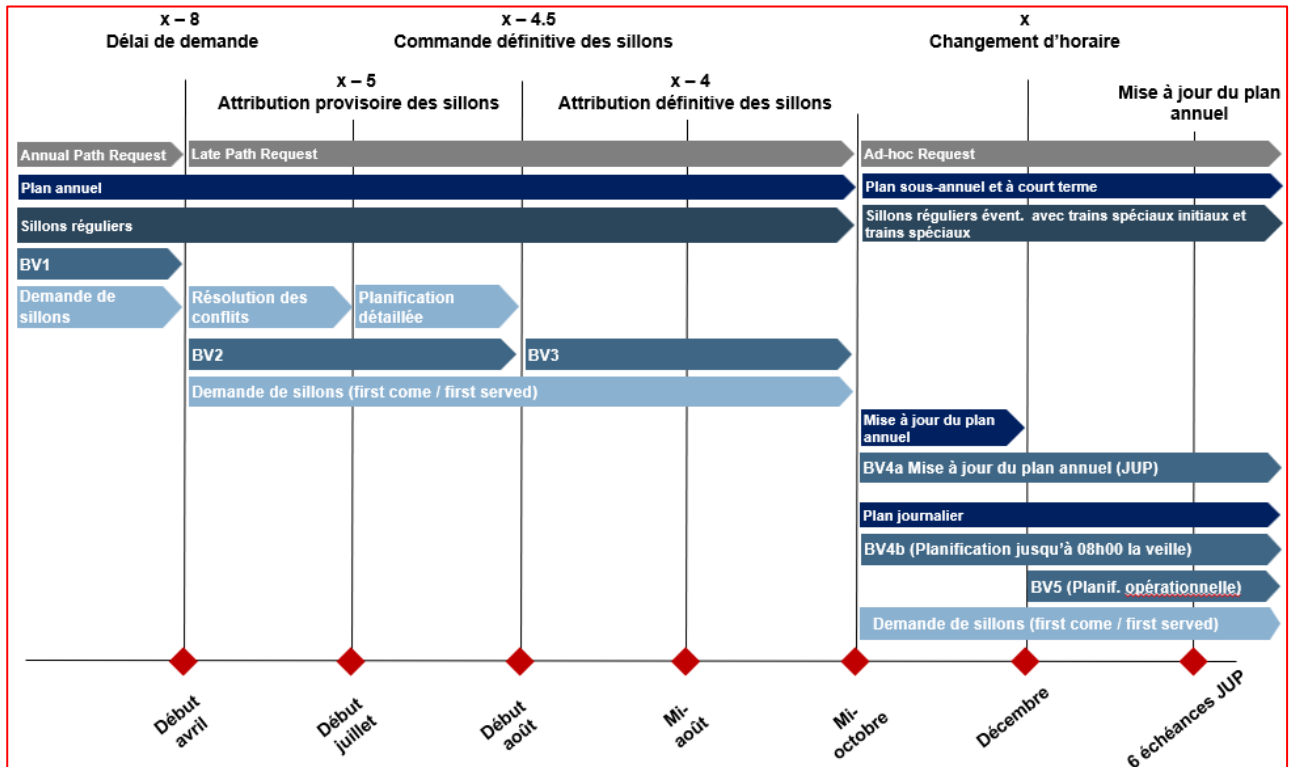 x – 8
Délai de demande
x – 4.5
Commande définitive des sillons
x
Changement d’horaire
x – 5
Attribution provisoire des sillons
x – 4
Attribution définitive des sillons
Mise à jour du plan
annuel
Annual Path Request
Late Path Request
Ad-hoc Request
Plan annuel
Plan sous-annuel et à court terme
Sillons réguliers
Sillons réguliers évent. avec trains spéciaux initiaux et
trains spéciaux
BV1
Demande de
sillons
Résolution des
conflits
Planification
détaillée
BV2
BV3
Demande de sillons (first come / first served)
Mise à jour du plan
annuel
BV4a Mise à jour du plan annuel (JUP)
Plan journalier
BV4b (Planification jusqu’à 08h00 la veille)
BV5 (Planif. opérationnelle)
Demande de sillons (first come / first served)
Début
avril
Début
juillet
Début
août
Mi-
août
Mi-
octobre
Décembre
6 échéances JUP